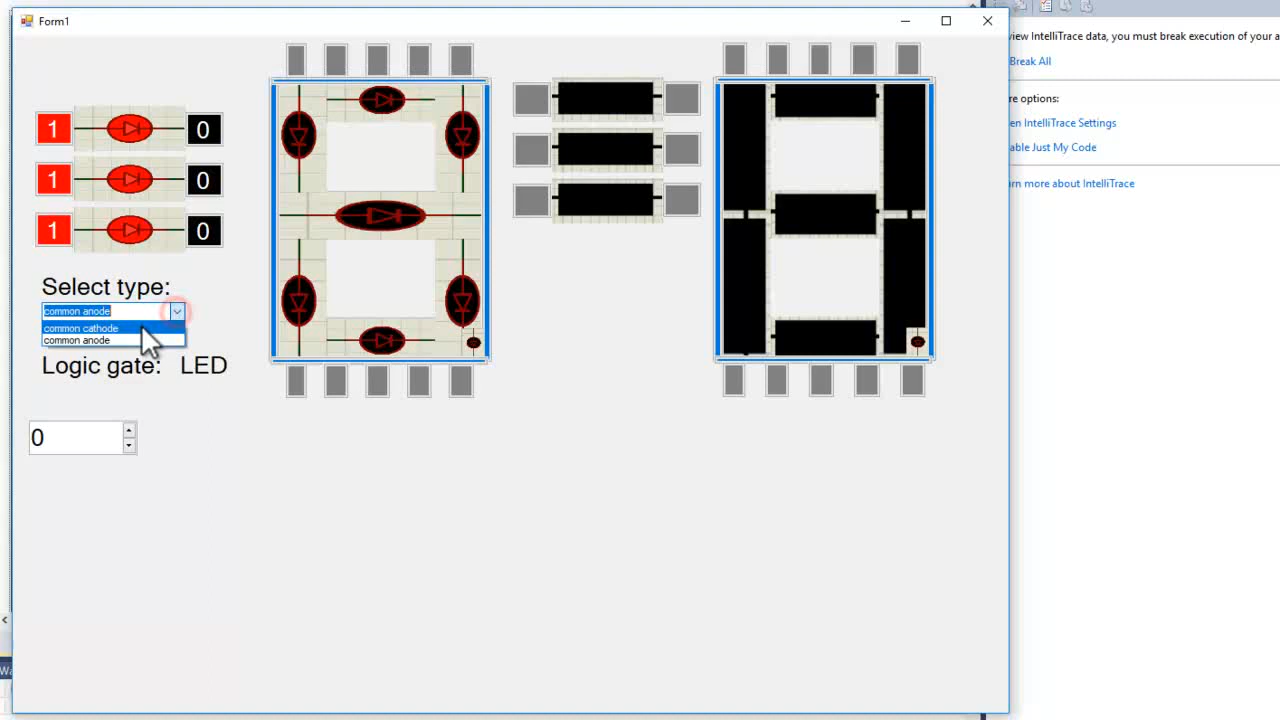 Form1
1 0
1 0
1 0
Select type:
common anode
common cathode
common anode
Logic gate: LED
0
view IntelliTrace data, you must break execution of your a
Break All
re options:
en IntelliTrace Settings
able Just My Code
rn more about IntelliTrace
Wa